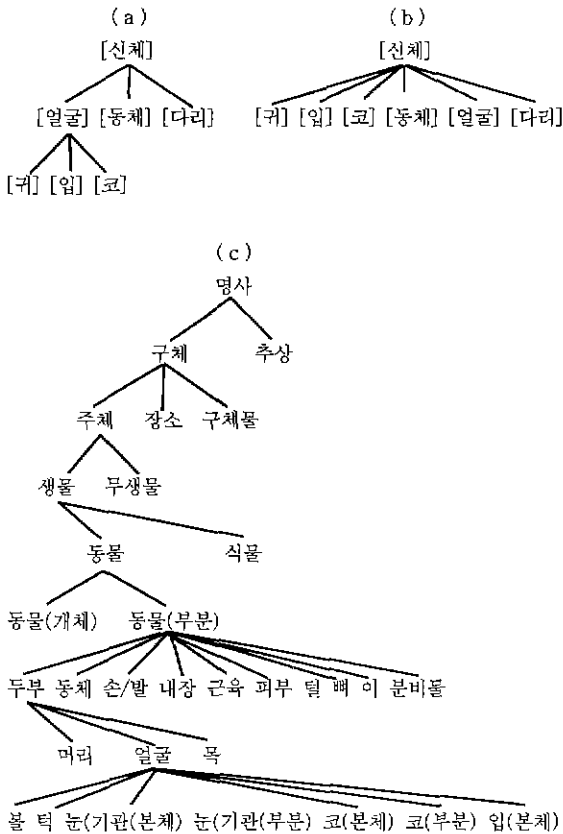 (a) (b)
[신체] [신체]
[얼굴] [동체] [다리] [귀] [입] [코] [동체] [얼굴] [다리]
[귀] [입] [코]
(c)
명사
구체 추상
주체 장소 구체물
생물 무생물
동물 식물
동물(개체) 동물(부분)
두부 동체 손/발 내장 근육 피부 털 뼈 이 분비물
머리 얼굴 목
볼 턱 눈(기관(본체) 눈(기관(부분) 코(본체) 코(부분) 입(본체)